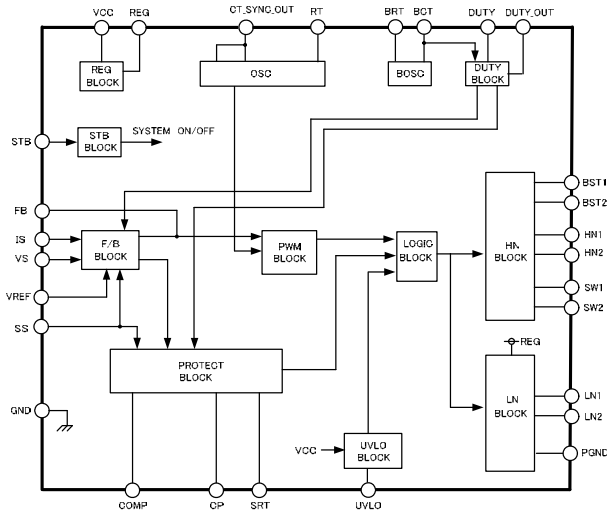 VCC REG CT_SYNC_OUT RT BRT BCT DUTY DUTY_OUT
REG
BLOCK
OSC
BOSC
DUTY
BLOCK
STB
STB
BLOCK
SYSTEM ON/OFF
FB
IS
VS
VREF
SS
GND
F/B
BLOCK
PWM
BLOCK
LOGIC
BLOCK
HN
BLOCK
BST1
BST2
HN1
HN2
SW1
SW2
PROTECT
BLOCK
REG
LN
BLOCK
LN1
LN2
PGND
VCC
UVLO
BLOCK
COMP CP SRT UVLO